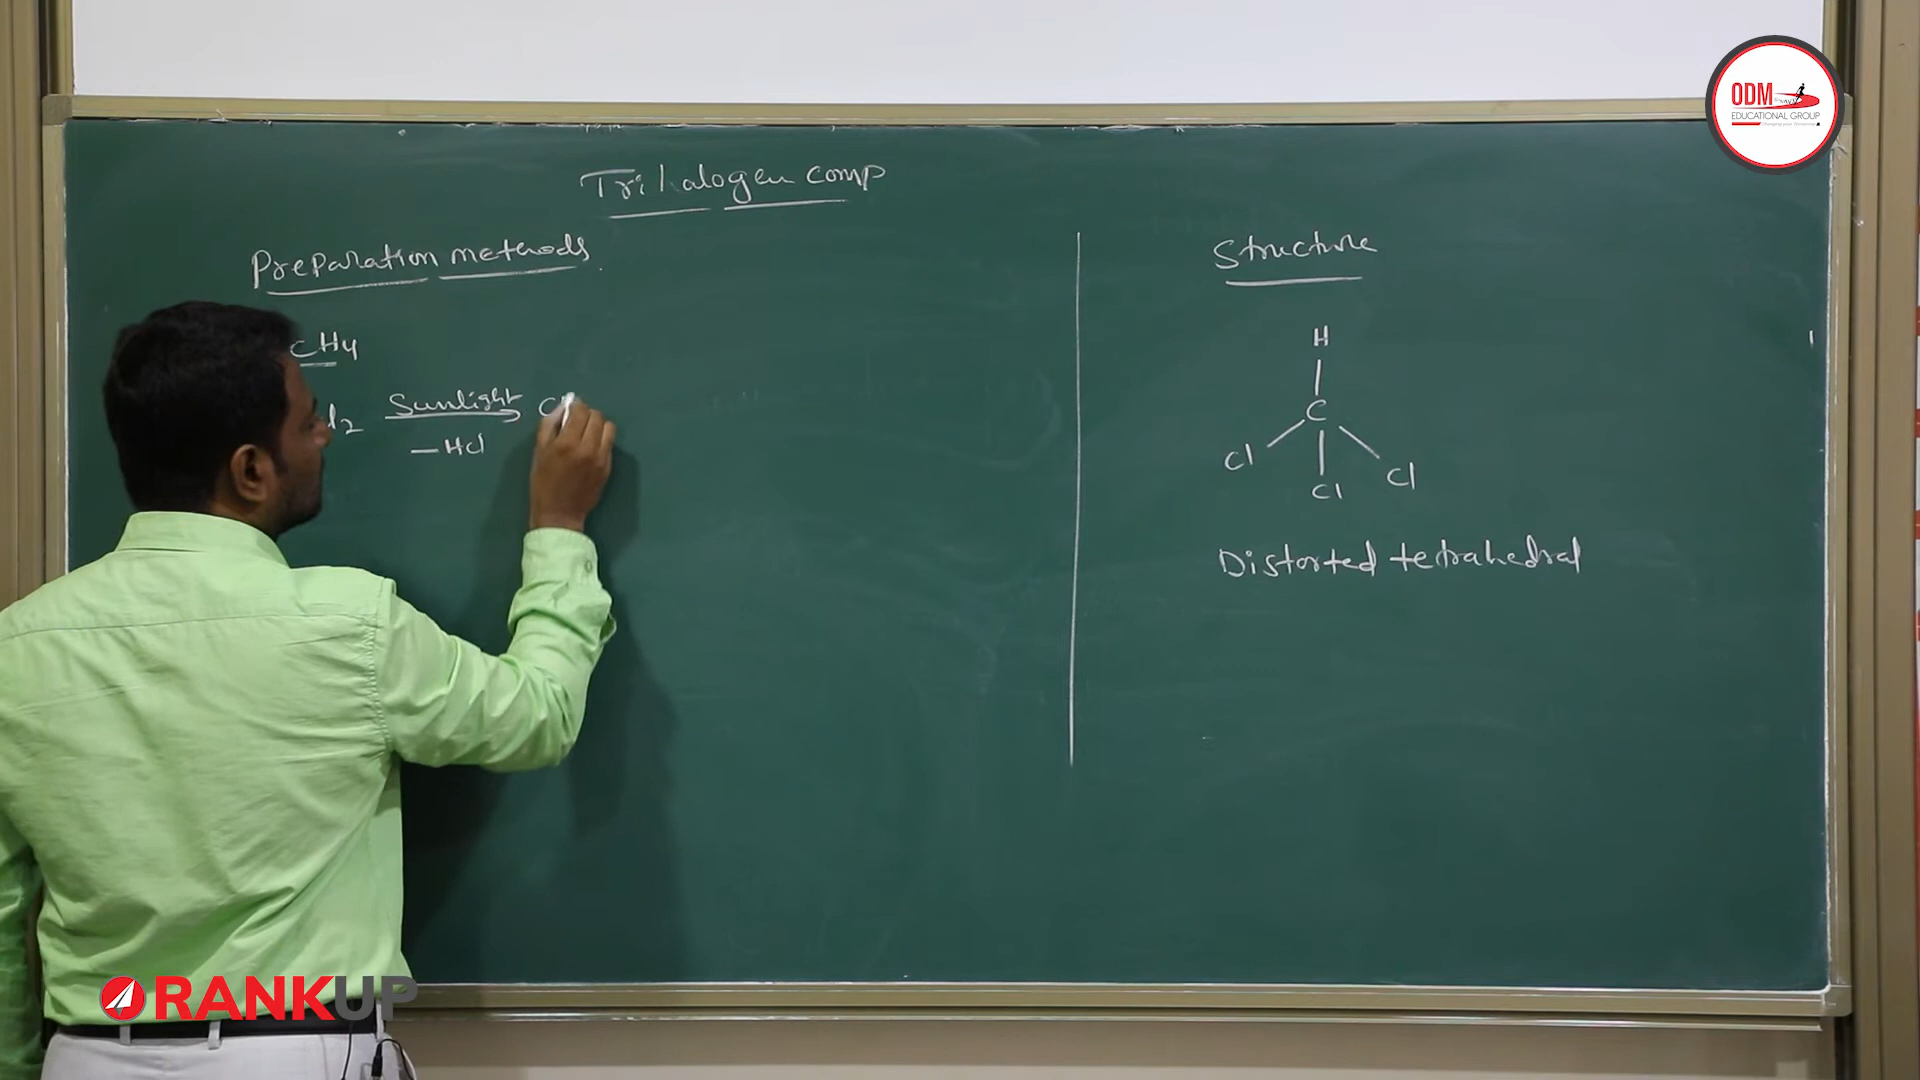 ODM
EDUCATIONAL GROUP
Trihalogen comp
Preparation methods.
CH4
Sunlight
—HCl
Structure
H
C
Cl
Cl
Cl
Distorted tetrahedral
RANKUP